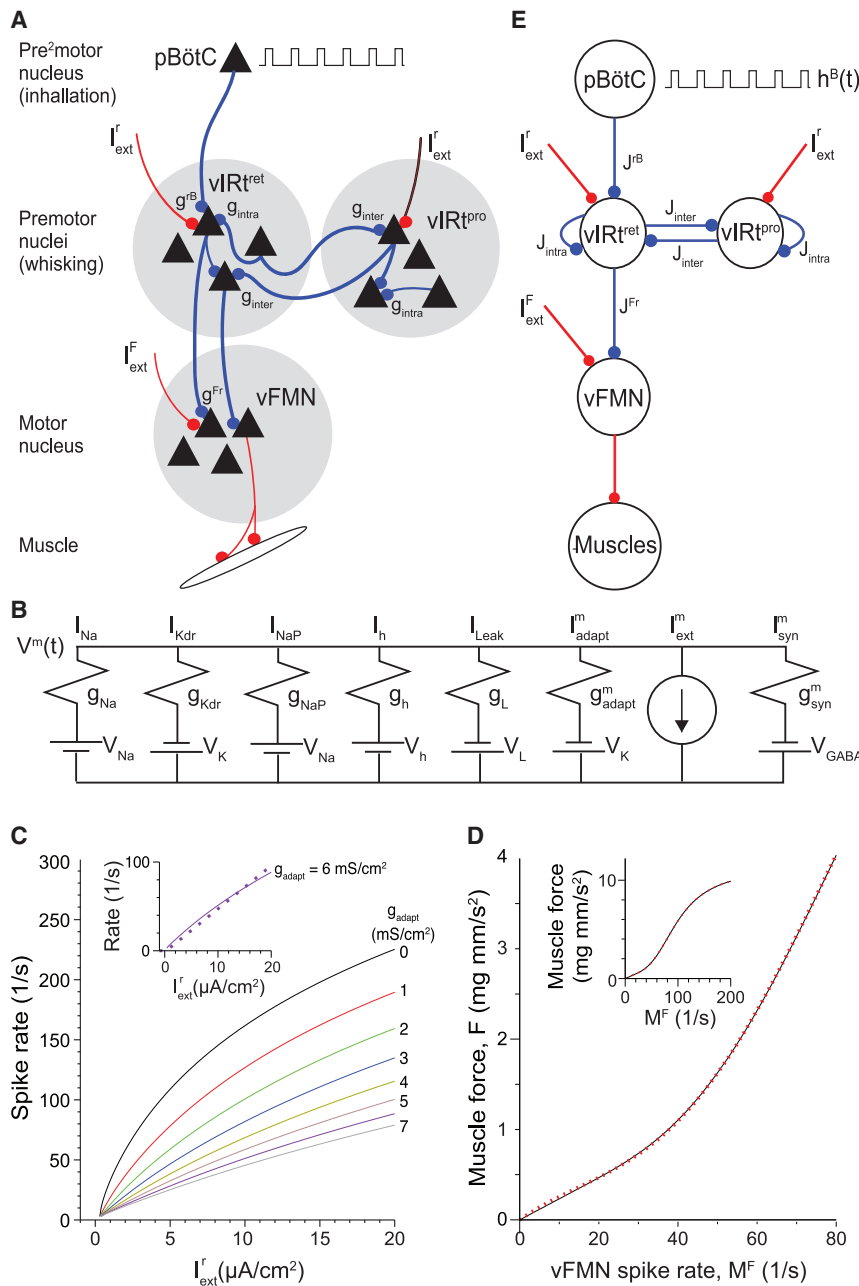 A
Pre²motor
nucleus
(inhallation)
pBötC
I^r_ext
g^rB
vIRt^ret
g_intra
I^r_ext
g_inter
vIRt^pro
Premotor
nuclei
(whisking)
g_inter
g_intra
I^F_ext
g^Fr
vFMN
Motor
nucleus
Muscle
E
pBötC
h^B(t)
I^r_ext
J^rB
I^r_ext
J_inter
vIRt^ret
vIRt^pro
J_inter
J_intra
J_intra
J^Fr
I^F_ext
vFMN
Muscles
B
V^m(t)
I_Na
I_Kdr
I_NaP
I_h
I_Leak
I^m_adapt
I^m_ext
I^m_syn
g_Na
g_Kdr
g_NaP
g_h
g_L
g^m_adapt
g^m_syn
V_Na
V_K
V_Na
V_h
V_L
V_K
V_GABA
C
Spike rate (1/s)
300
250
200
150
100
50
0
0 5 10 15 20
I^r_ext(µA/cm²)
Rate (1/s)
100
0
0 10 20
I^r_ext(µA/cm²)
g_adapt = 6 mS/cm²
g_adapt
(mS/cm²)
0
1
2
3
4
5
7
D
Muscle force, F (mg mm/s²)
4
3
2
1
0
0 20 40 60 80
vFMN spike rate, M^F (1/s)
Muscle force
(mg mm/s²)
10
0
0 100 200
M^F (1/s)